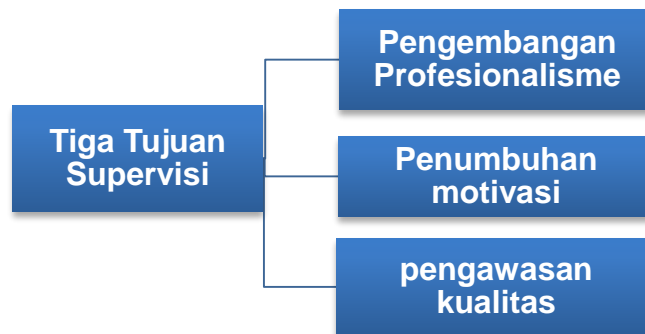 Tiga Tujuan
Supervisi
Pengembangan
Profesionalisme
Penumbuhan
motivasi
pengawasan
kualitas